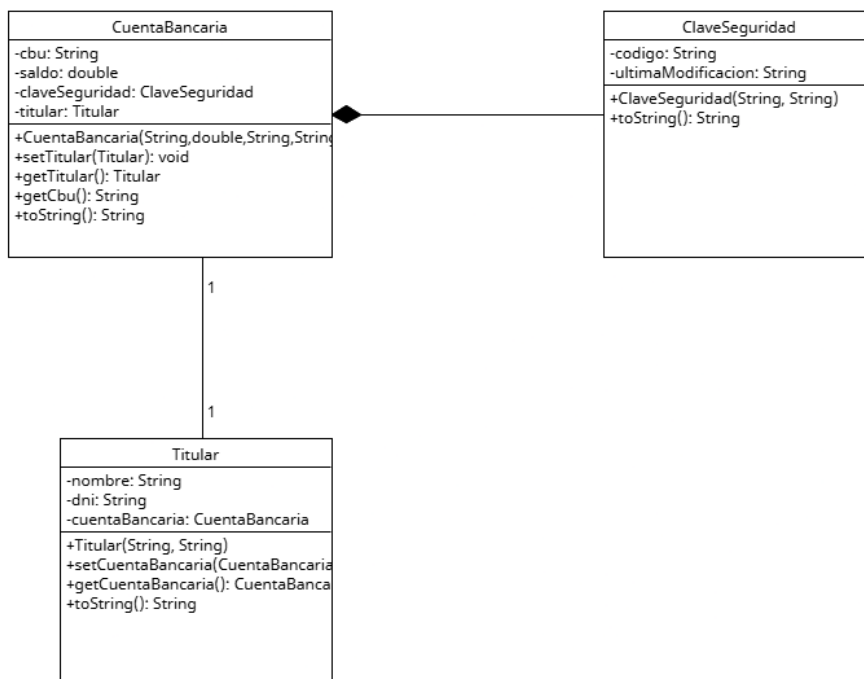 CuentaBancaria
-cbu: String
-saldo: double
-claveSeguridad: ClaveSeguridad
-titular: Titular
+CuentaBancaria(String,double,String,String
+setTitular(Titular): void
+getTitular(): Titular
+getCbu(): String
+toString(): String
ClaveSeguridad
-codigo: String
-ultimaModificacion: String
+ClaveSeguridad(String, String)
+toString(): String
1
1
Titular
-nombre: String
-dni: String
-cuentaBancaria: CuentaBancaria
+Titular(String, String)
+setCuentaBancaria(CuentaBancaria
+getCuentaBancaria(): CuentaBanca
+toString(): String